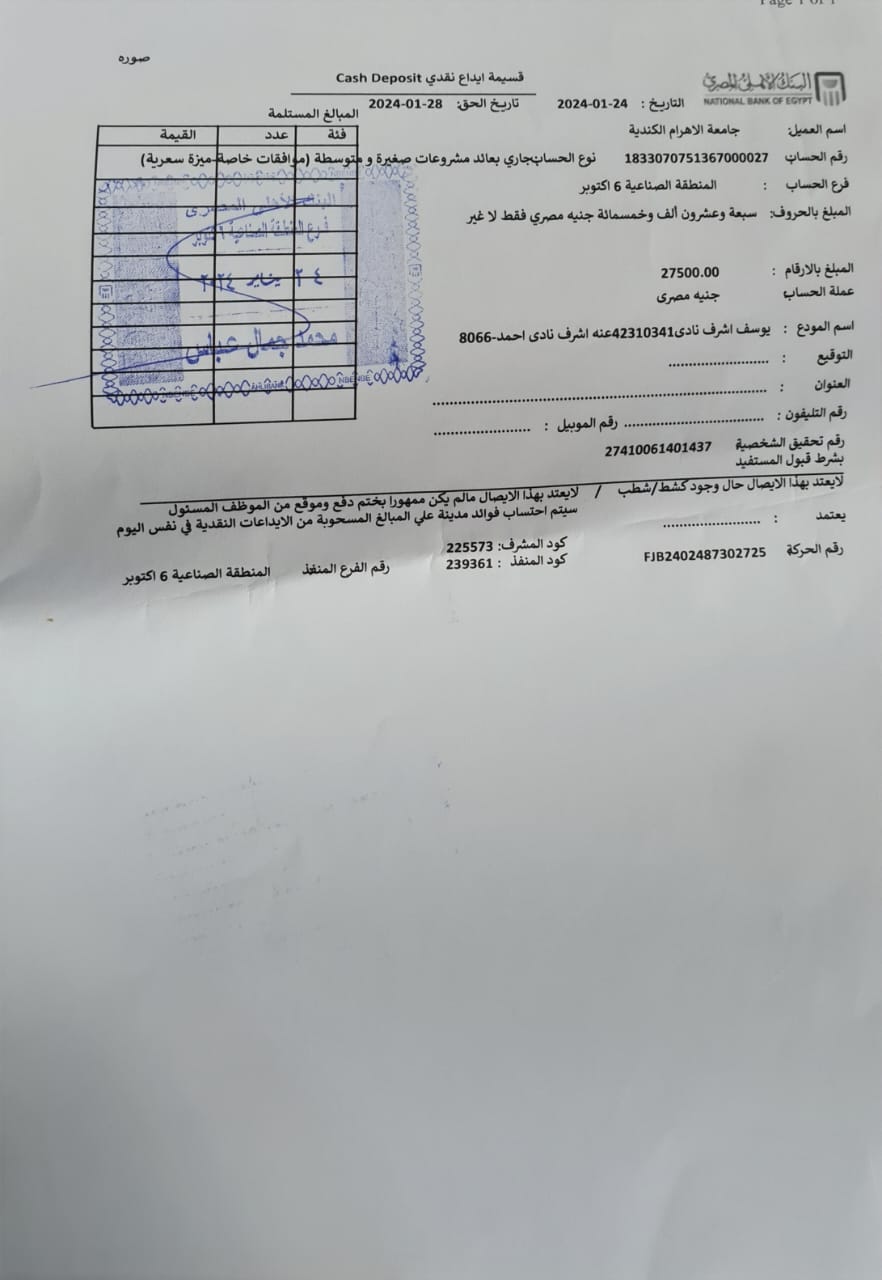 Page 1 of 1
صوره
البنك الأهلي المصري
NATIONAL BANK OF EGYPT
قسيمة ايداع نقدي Cash Deposit
التاريخ : 2024-01-24 تاريخ الحق: 2024-01-28
المبالغ المستلمة
فئة عدد القيمة
اسم العميل: جامعة الاهرام الكندية
رقم الحساب 1833070751367000027 نوع الحساب:جاري بعائد مشروعات صغيرة و متوسطة (موافقات خاصة-ميزة سعرية)
فرع الحساب : المنطقة الصناعية 6 اكتوبر
المبلغ بالحروف: سبعة وعشرون ألف وخمسمائة جنيه مصري فقط لا غير
المبلغ بالارقام : 27500.00
عملة الحساب جنيه مصرى
البنك الأهلى المصرى
فرع المنطقة الصناعية أكتوبر
٢٤ يناير ٢٠٢٤
محمد جمال عباس
NBE NBE
اسم المودع : يوسف اشرف نادى42310341عنه اشرف نادى احمد-8066
التوقيع : ........................
العنوان : ................................................................
رقم التليفون: ................................ رقم الموبيل : ........................
رقم تحقيق الشخصية 27410061401437
بشرط قبول المستفيد
لايعتد بهذا الايصال حال وجود كشط/شطب / لايعتد بهذا الايصال مالم يكن ممهورا بختم دفع وموقع من الموظف المسئول
سيتم احتساب فوائد مدينة علي المبالغ المسحوبة من الايداعات النقدية في نفس اليوم
يعتمد : ........................
رقم الحركة FJB2402487302725
كود المشرف: 225573
كود المنفذ : 239361 رقم الفرع المنفذ المنطقة الصناعية 6 اكتوبر